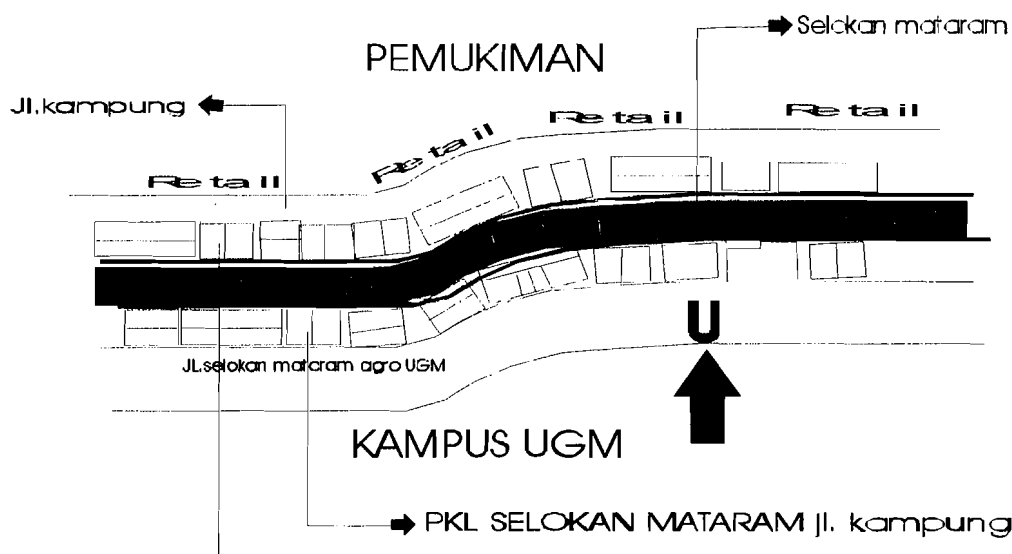 Selokan mataram
PEMUKIMAN
Jl.kampung
Retail
Retail
Retail
Retail
U
JL.selokan mataram agro UGM
KAMPUS UGM
PKL SELOKAN MATARAM jl. kampung